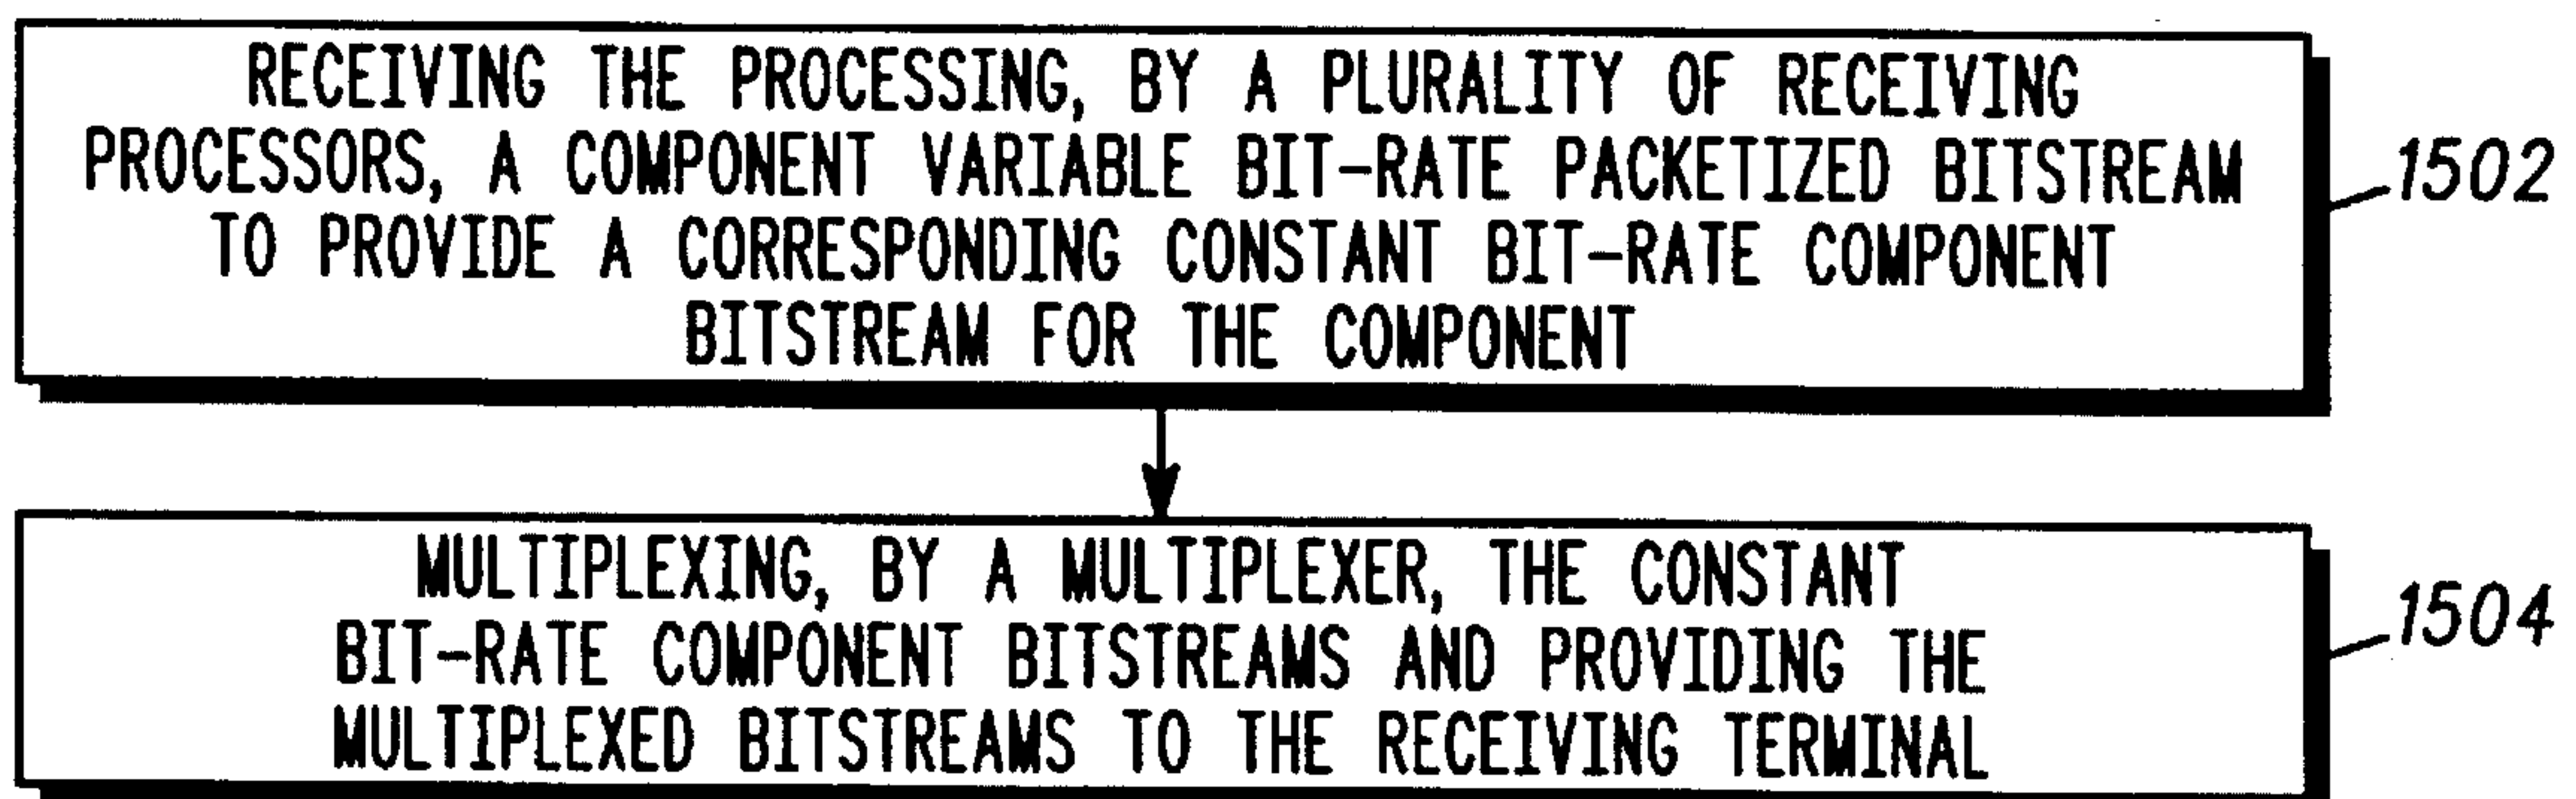 RECEIVING THE PROCESSING, BY A PLURALITY OF RECEIVING
PROCESSORS, A COMPONENT VARIABLE BIT-RATE PACKETIZED BITSTREAM
TO PROVIDE A CORRESPONDING CONSTANT BIT-RATE COMPONENT
BITSTREAM FOR THE COMPONENT
1502
MULTIPLEXING, BY A MULTIPLEXER, THE CONSTANT
BIT-RATE COMPONENT BITSTREAMS AND PROVIDING THE
MULTIPLEXED BITSTREAMS TO THE RECEIVING TERMINAL
1504